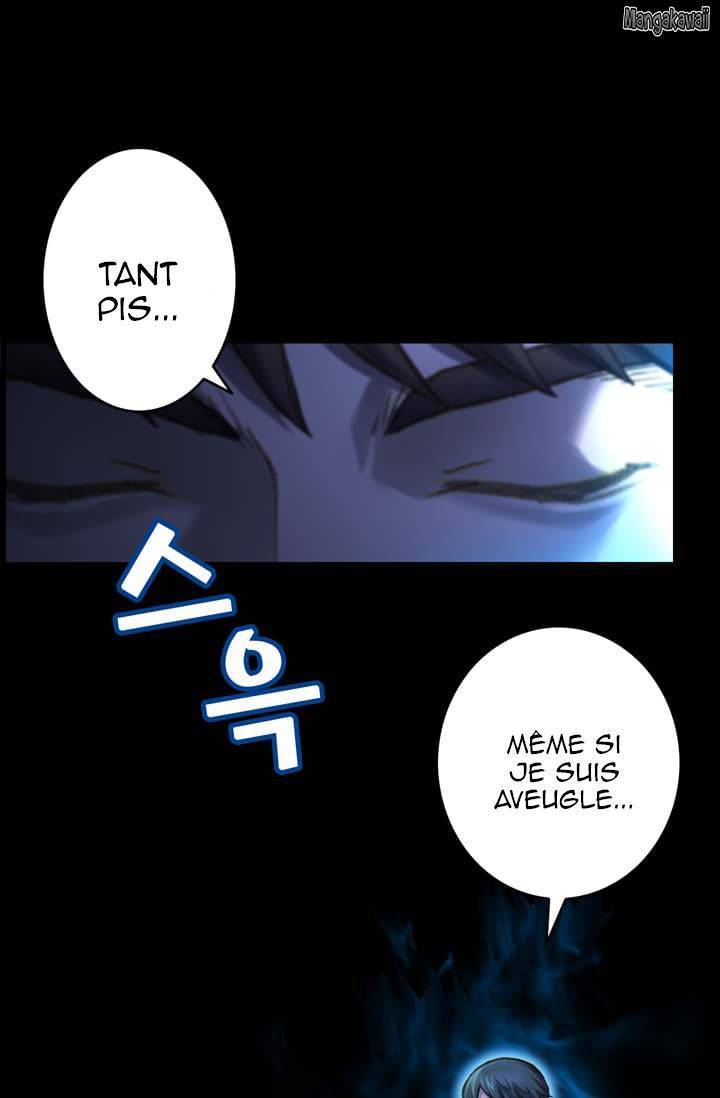 Mangakawaii
TANT
PIS...
스윽
MÊME SI
JE SUIS
AVEUGLE...